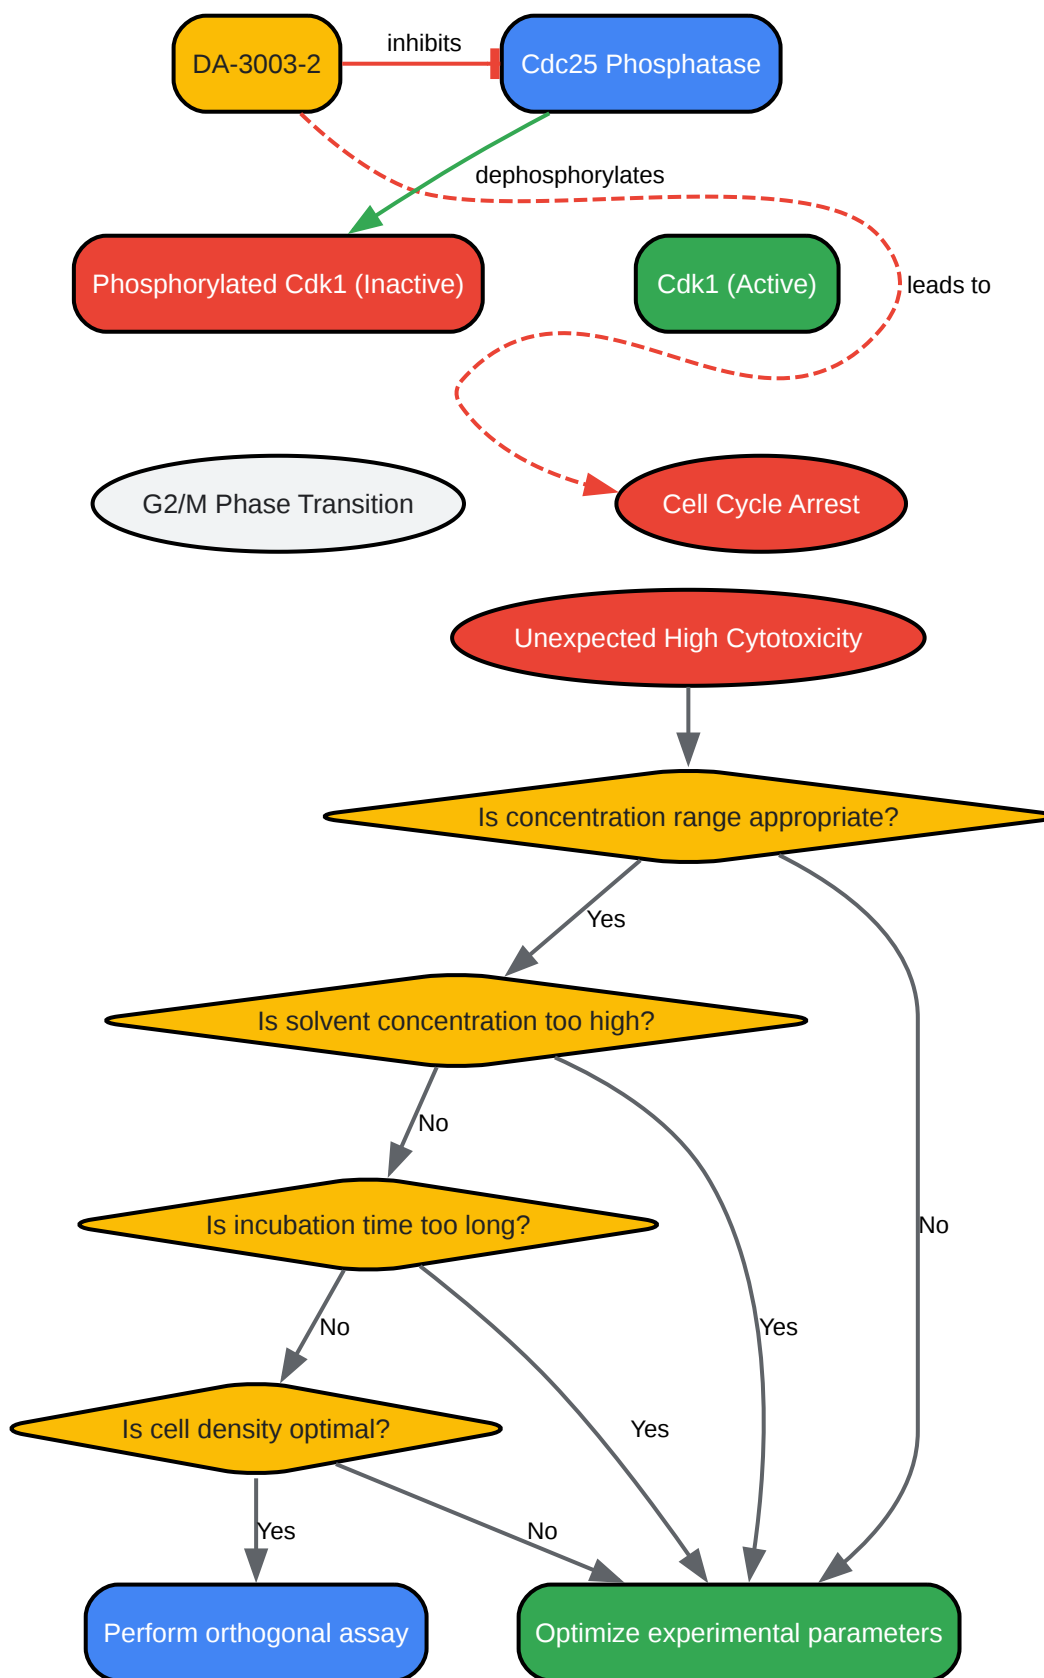 DA-3003-2
inhibits
Cdc25 Phosphatase
dephosphorylates
Phosphorylated Cdk1 (Inactive)
Cdk1 (Active)
leads to
G2/M Phase Transition
Cell Cycle Arrest
Unexpected High Cytotoxicity
Is concentration range appropriate?
Yes
Is solvent concentration too high?
No
Is incubation time too long?
No
No
Yes
Is cell density optimal?
Yes
Yes
No
Perform orthogonal assay
Optimize experimental parameters